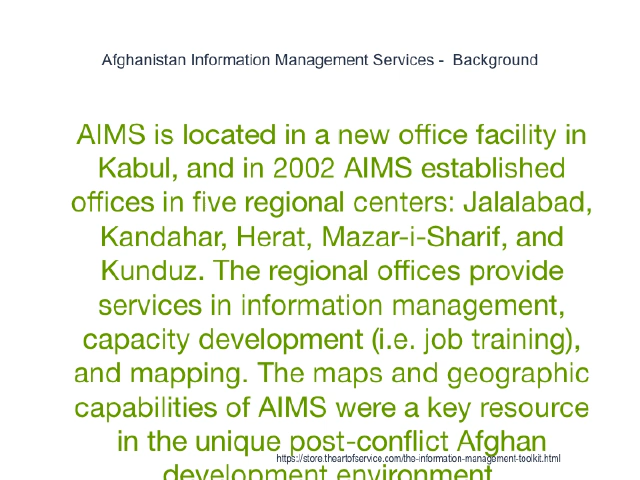 Afghanistan Information Management Services -  Background
AIMS is located in a new office facility in
Kabul, and in 2002 AIMS established
offices in five regional centers: Jalalabad,
Kandahar, Herat, Mazar-i-Sharif, and
Kunduz. The regional offices provide
services in information management,
capacity development (i.e. job training),
and mapping. The maps and geographic
capabilities of AIMS were a key resource
in the unique post-conflict Afghan
https://store.theartofservice.com/the-information-management-toolkit.html
development environment